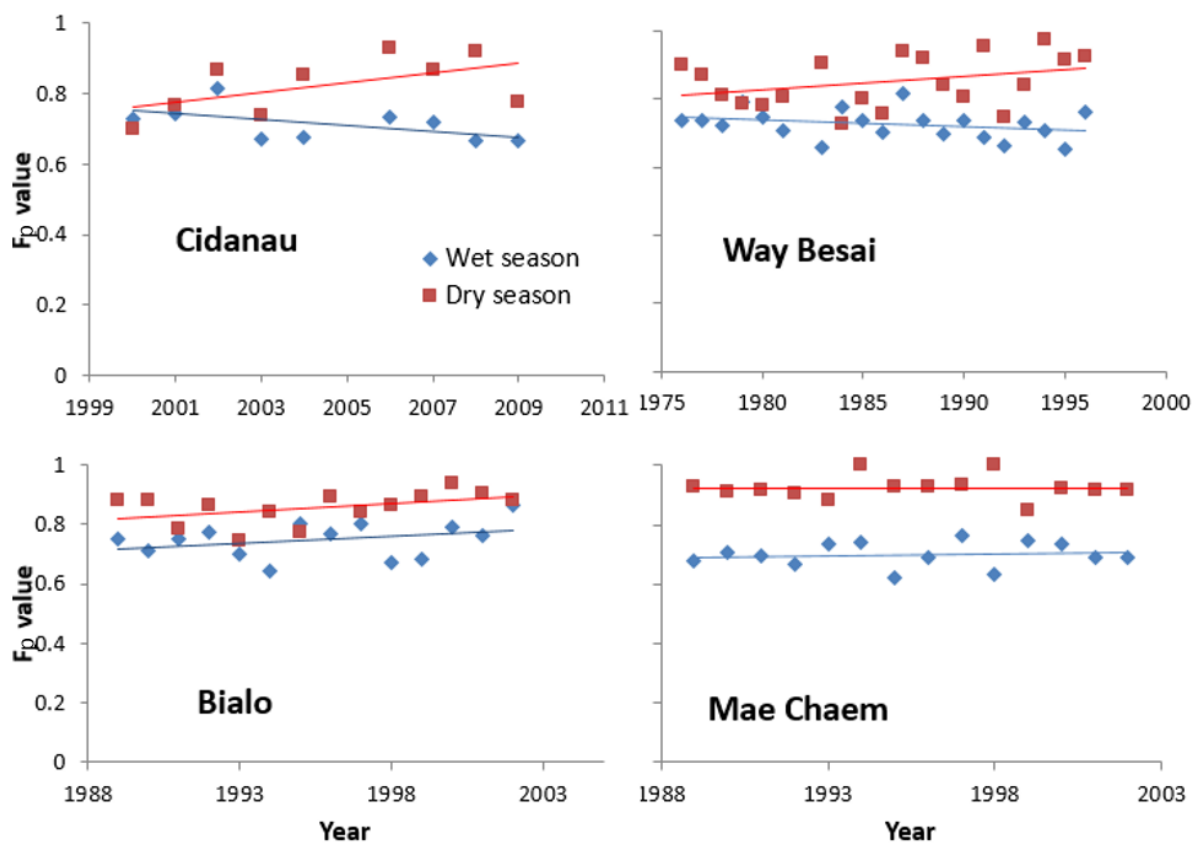 1
0.8
0.6
0.4
0.2
0
Fp value
Cidanau
Wet season
Dry season
1999 2001 2003 2005 2007 2009 2011
Way Besai
1975 1980 1985 1990 1995 2000
1
0.8
0.6
0.4
0.2
0
Fp value
Bialo
1988 1993 1998 2003
Year
Mae Chaem
1988 1993 1998 2003
Year